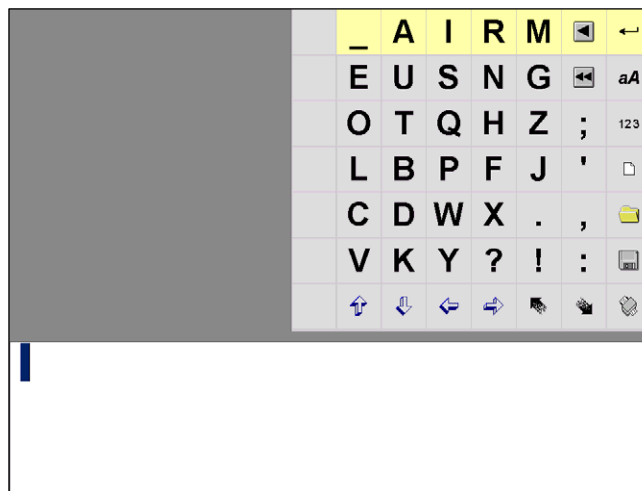 _ A I R M
E U S N G aA
O T Q H Z ; 123
L B P F J '
C D W X . ,
V K Y ? ! :